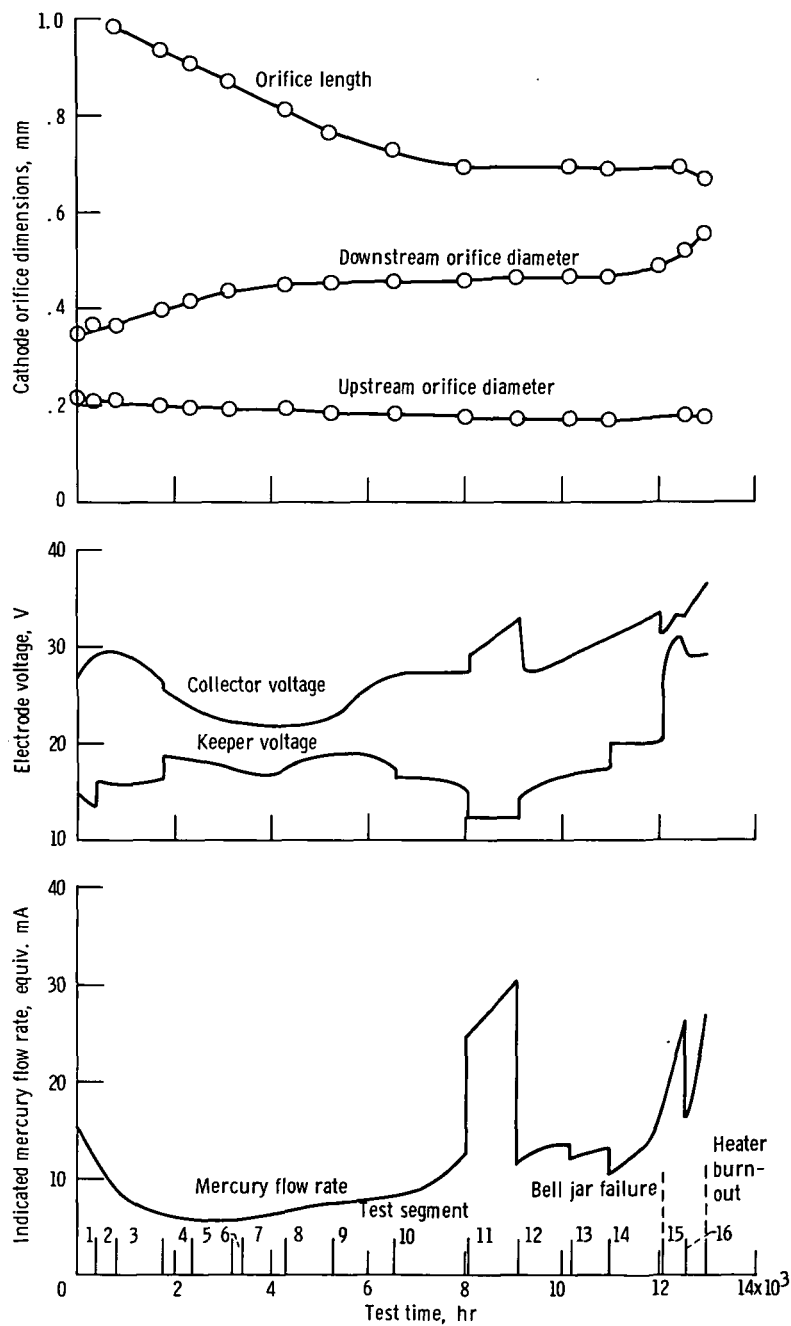 1.0
.8
.6
.4
.2
0
Cathode orifice dimensions, mm
Orifice length
Downstream orifice diameter
Upstream orifice diameter
40
30
20
10
Electrode voltage, V
Collector voltage
Keeper voltage
40
30
20
10
0
Indicated mercury flow rate, equiv. mA
Mercury flow rate
Test segment
Bell jar failure
Heater
burn-
out
1 2 3 4 5 6 7 8 9 10 11 12 13 14 15 16
2 4 6 8 10 12 14x10³
Test time, hr